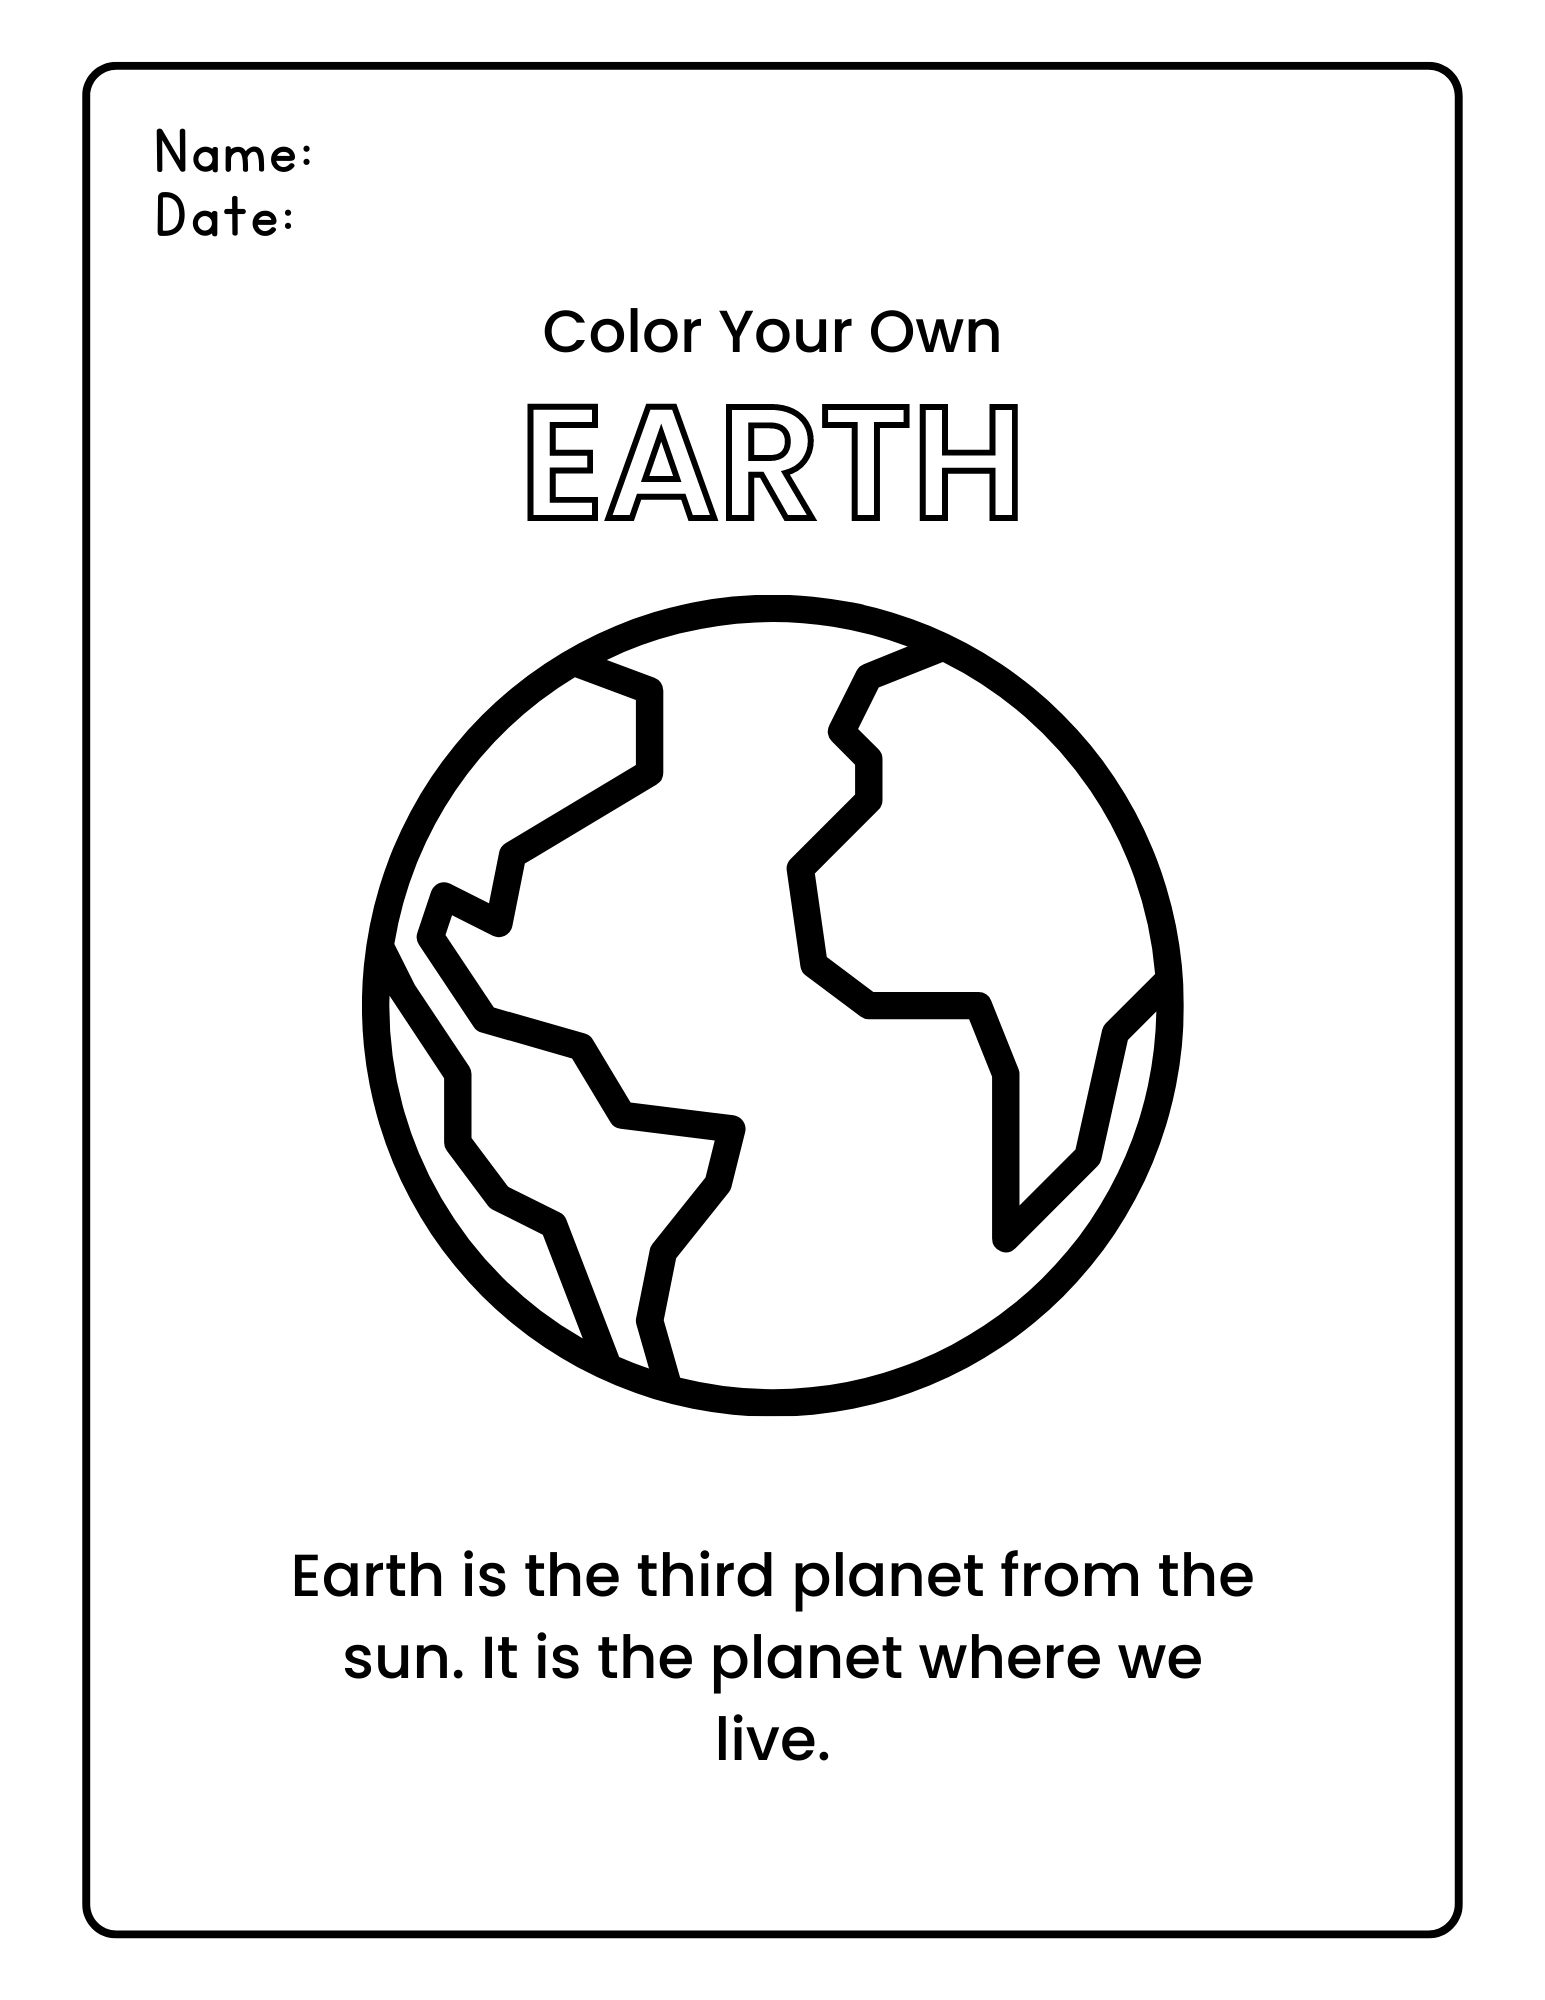 Name:
Date:
Color Your Own
EARTH
Earth is the third planet from the
sun. It is the planet where we
live.